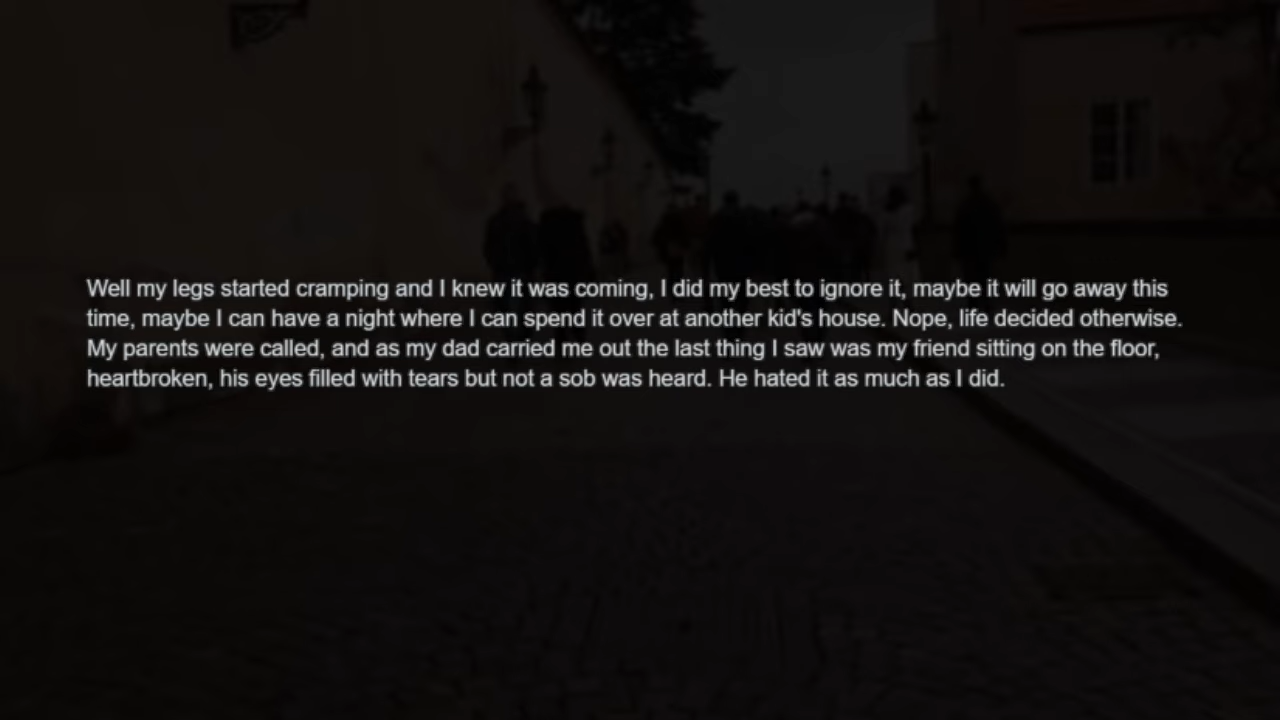 Well my legs started cramping and I knew it was coming, I did my best to ignore it, maybe it will go away this
time, maybe I can have a night where I can spend it over at another kid's house. Nope, life decided otherwise.
My parents were called, and as my dad carried me out the last thing I saw was my friend sitting on the floor,
heartbroken, his eyes filled with tears but not a sob was heard. He hated it as much as I did.